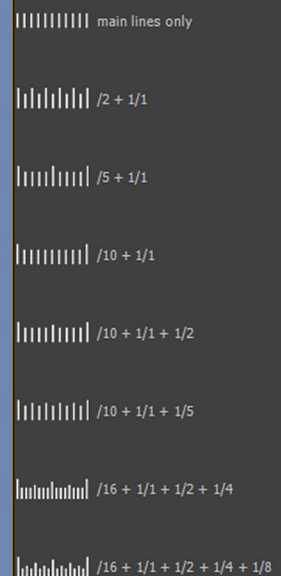 main lines only
/2 + 1/1
/5 + 1/1
/10 + 1/1
/10 + 1/1 + 1/2
/10 + 1/1 + 1/5
/16 + 1/1 + 1/2 + 1/4
/16 + 1/1 + 1/2 + 1/4 + 1/8